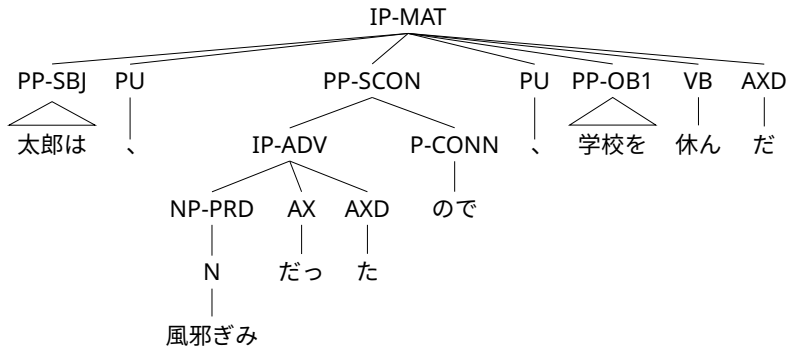 IP-MAT
PP-SBJ PU PP-SCON PU PP-OB1 VB AXD
太郎は 、 IP-ADV P-CONN 、 学校を 休ん だ
NP-PRD AX AXD ので
N だっ た
風邪ぎみ